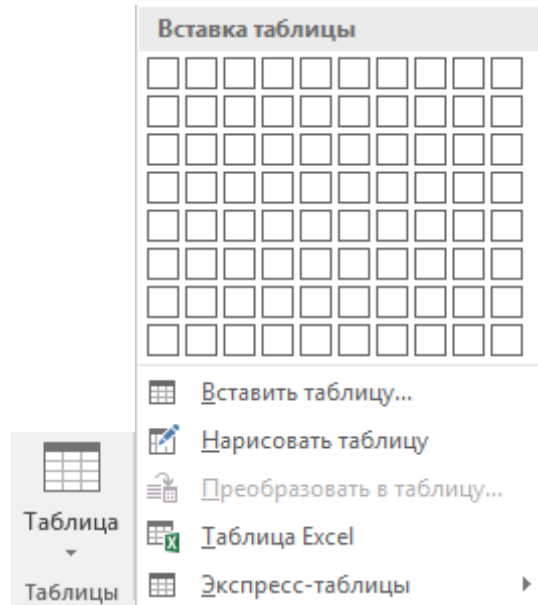 Вставка таблицы
Вставить таблицу...
Нарисовать таблицу
Преобразовать в таблицу...
Таблица Excel
Экспресс-таблицы
Таблица
Таблицы